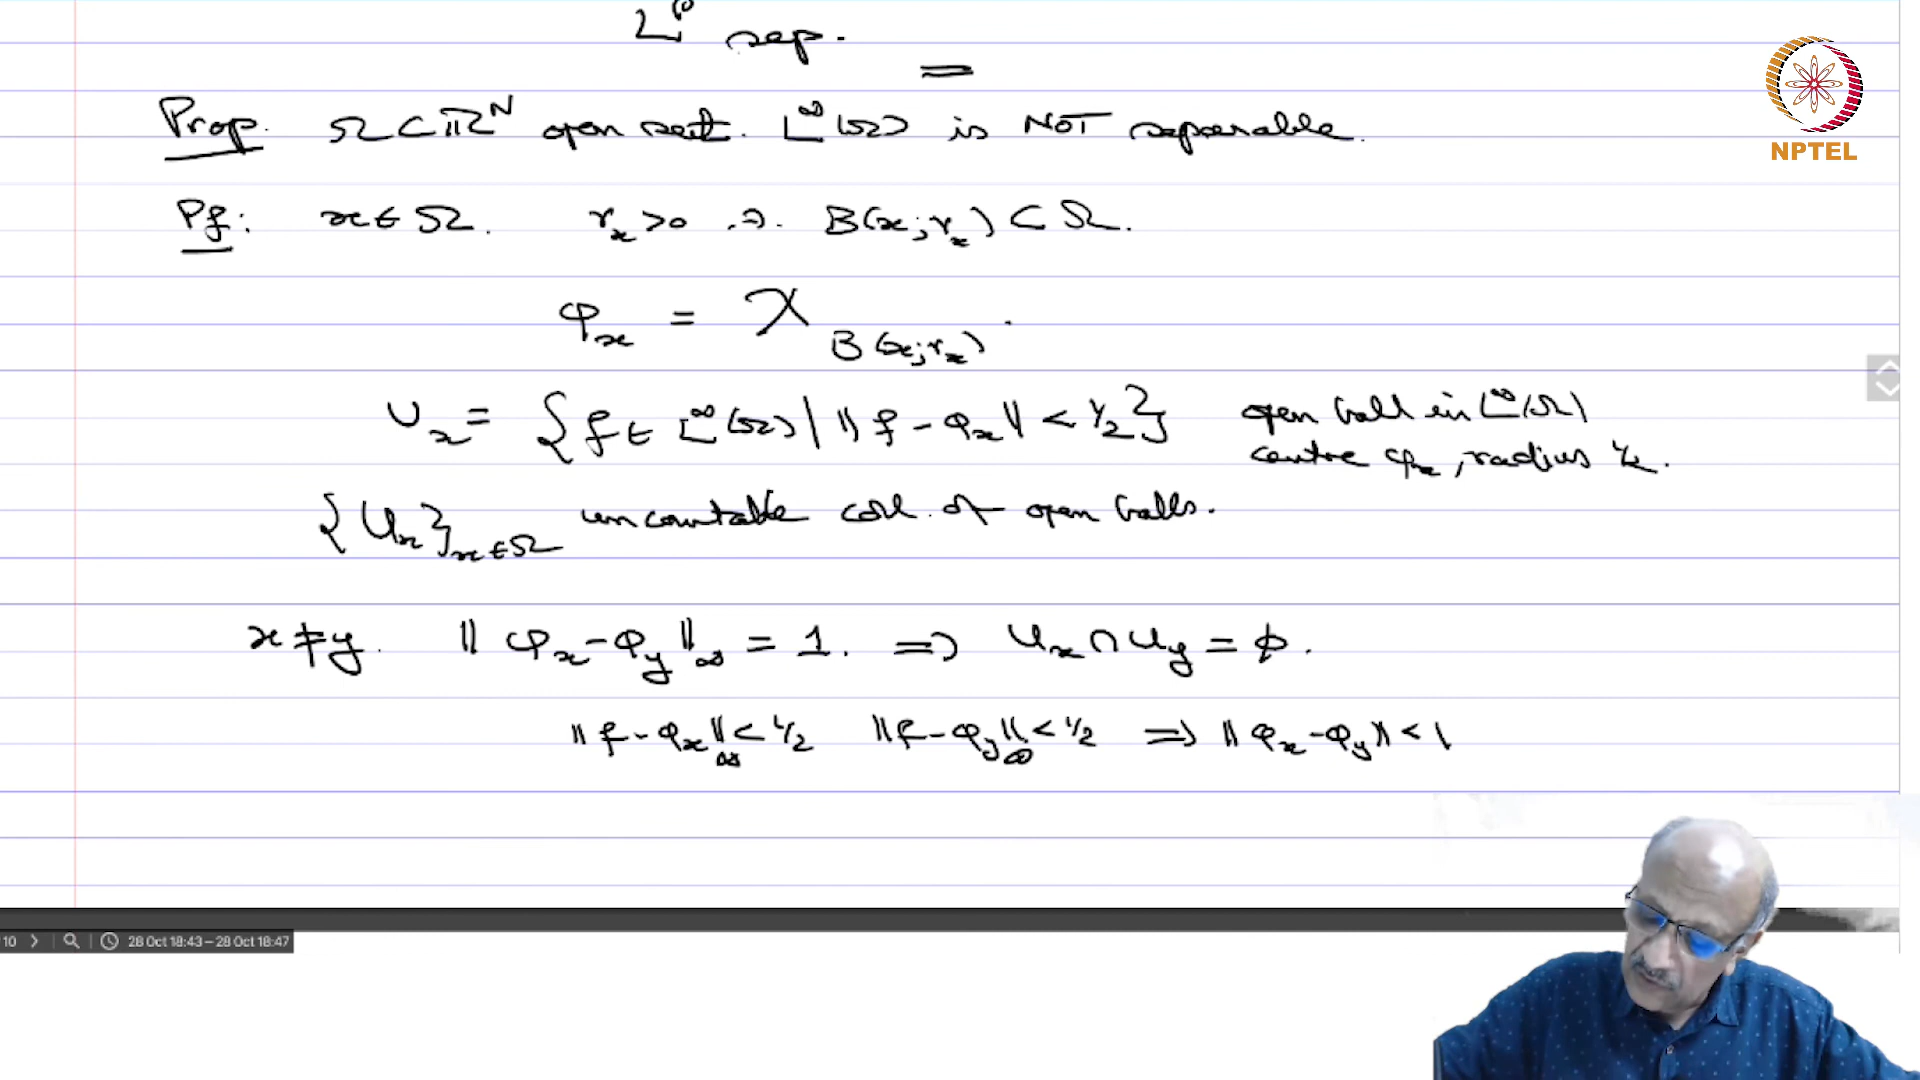 L^p sep.
NPTEL
Prop. Ω ⊂ ℝ^N open set. L^∞(Ω) is NOT separable.
Pf: x ∈ Ω. r_x > 0 s.t. B(x; r_x) ⊂ Ω.
φ_x = χ_{B(x; r_x)}.
U_x = {f ∈ L^∞(Ω) | ‖f - φ_x‖ < 1/2} open ball in L^∞(Ω)
centre φ_x, radius 1/2.
{U_x}_{x∈Ω} uncountable coll. of open balls.
x ≠ y. ‖φ_x - φ_y‖_∞ = 1. ⇒ U_x ∩ U_y = ϕ.
‖f - φ_x‖_∞ < 1/2 ‖f - φ_y‖_∞ < 1/2 ⇒ ‖φ_x - φ_y‖ < 1
10 28 Oct 18:43 – 28 Oct 18:47